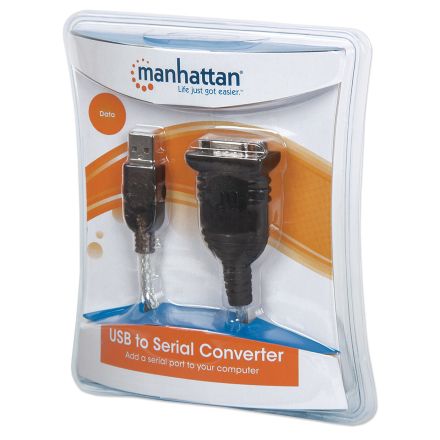 manhattan®
Life just got easier.™
Data
USB to Serial Converter
Add a serial port to your computer